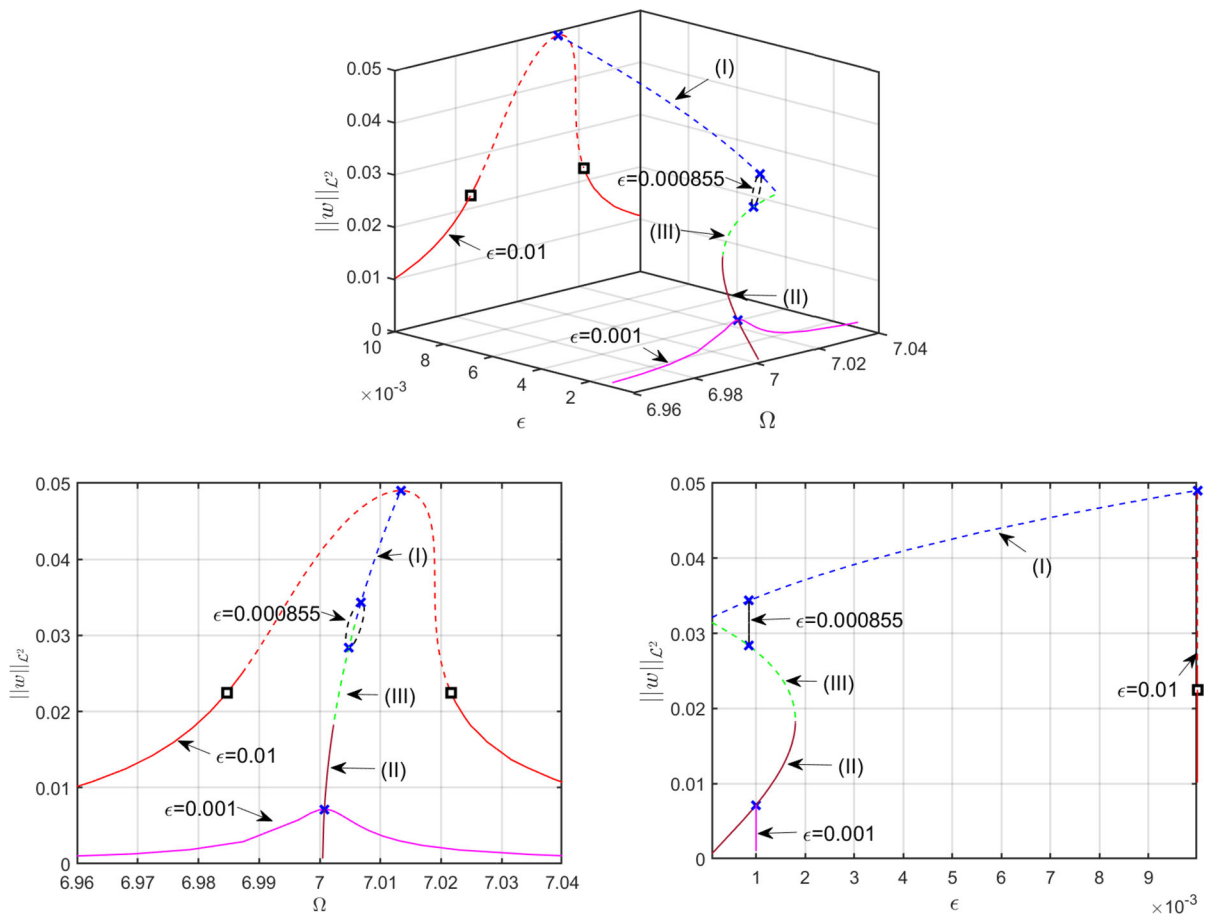 0.05
0.04
0.03
0.02
0.01
0
||w||_{\mathcal{L}^2}
(I)
ϵ=0.000855
(III)
ϵ=0.01
(II)
ϵ=0.001
10
8
6
4
2
×10^{-3}
ϵ
6.96
6.98
7
7.02
7.04
Ω
0.05
0.04
0.03
0.02
0.01
0
||w||_{\mathcal{L}^2}
(I)
ϵ=0.000855
(III)
ϵ=0.01
(II)
ϵ=0.001
6.96 6.97 6.98 6.99 7 7.01 7.02 7.03 7.04
Ω
0.05
0.04
0.03
0.02
0.01
0
||w||_{\mathcal{L}^2}
(I)
ϵ=0.000855
(III)
ϵ=0.01
(II)
ϵ=0.001
1 2 3 4 5 6 7 8 9
ϵ
×10^{-3}